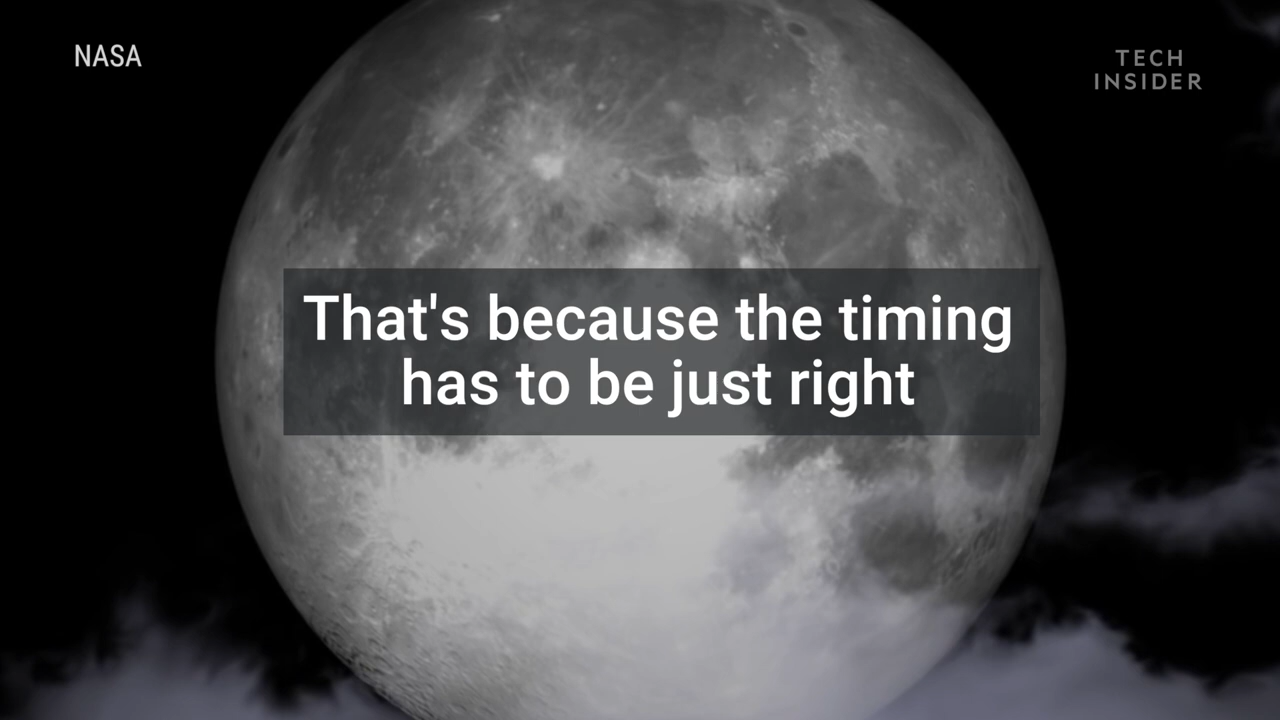 NASA
TECH
INSIDER
That's because the timing
has to be just right